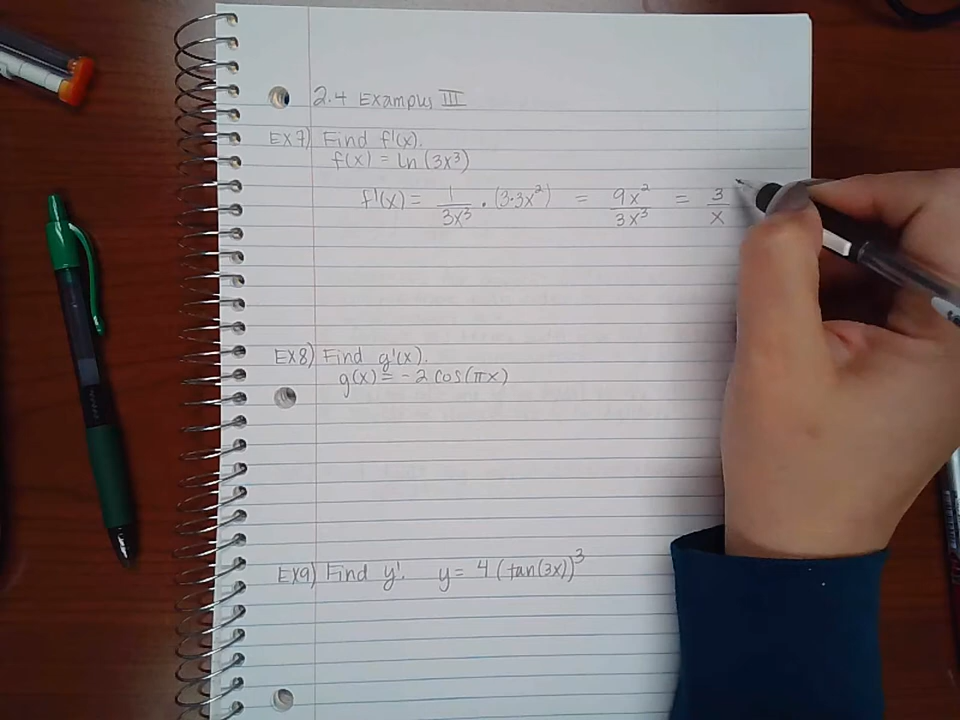 2.4 Examples III
EX7) Find f'(x).
f(x) = ln (3x³)
f'(x) = 1/3x³ · (3·3x²) = 9x²/3x³ = 3/x
EX8) Find g'(x).
g(x) = -2 cos(πx)
EX9) Find y'. y = 4 (tan(3x))³